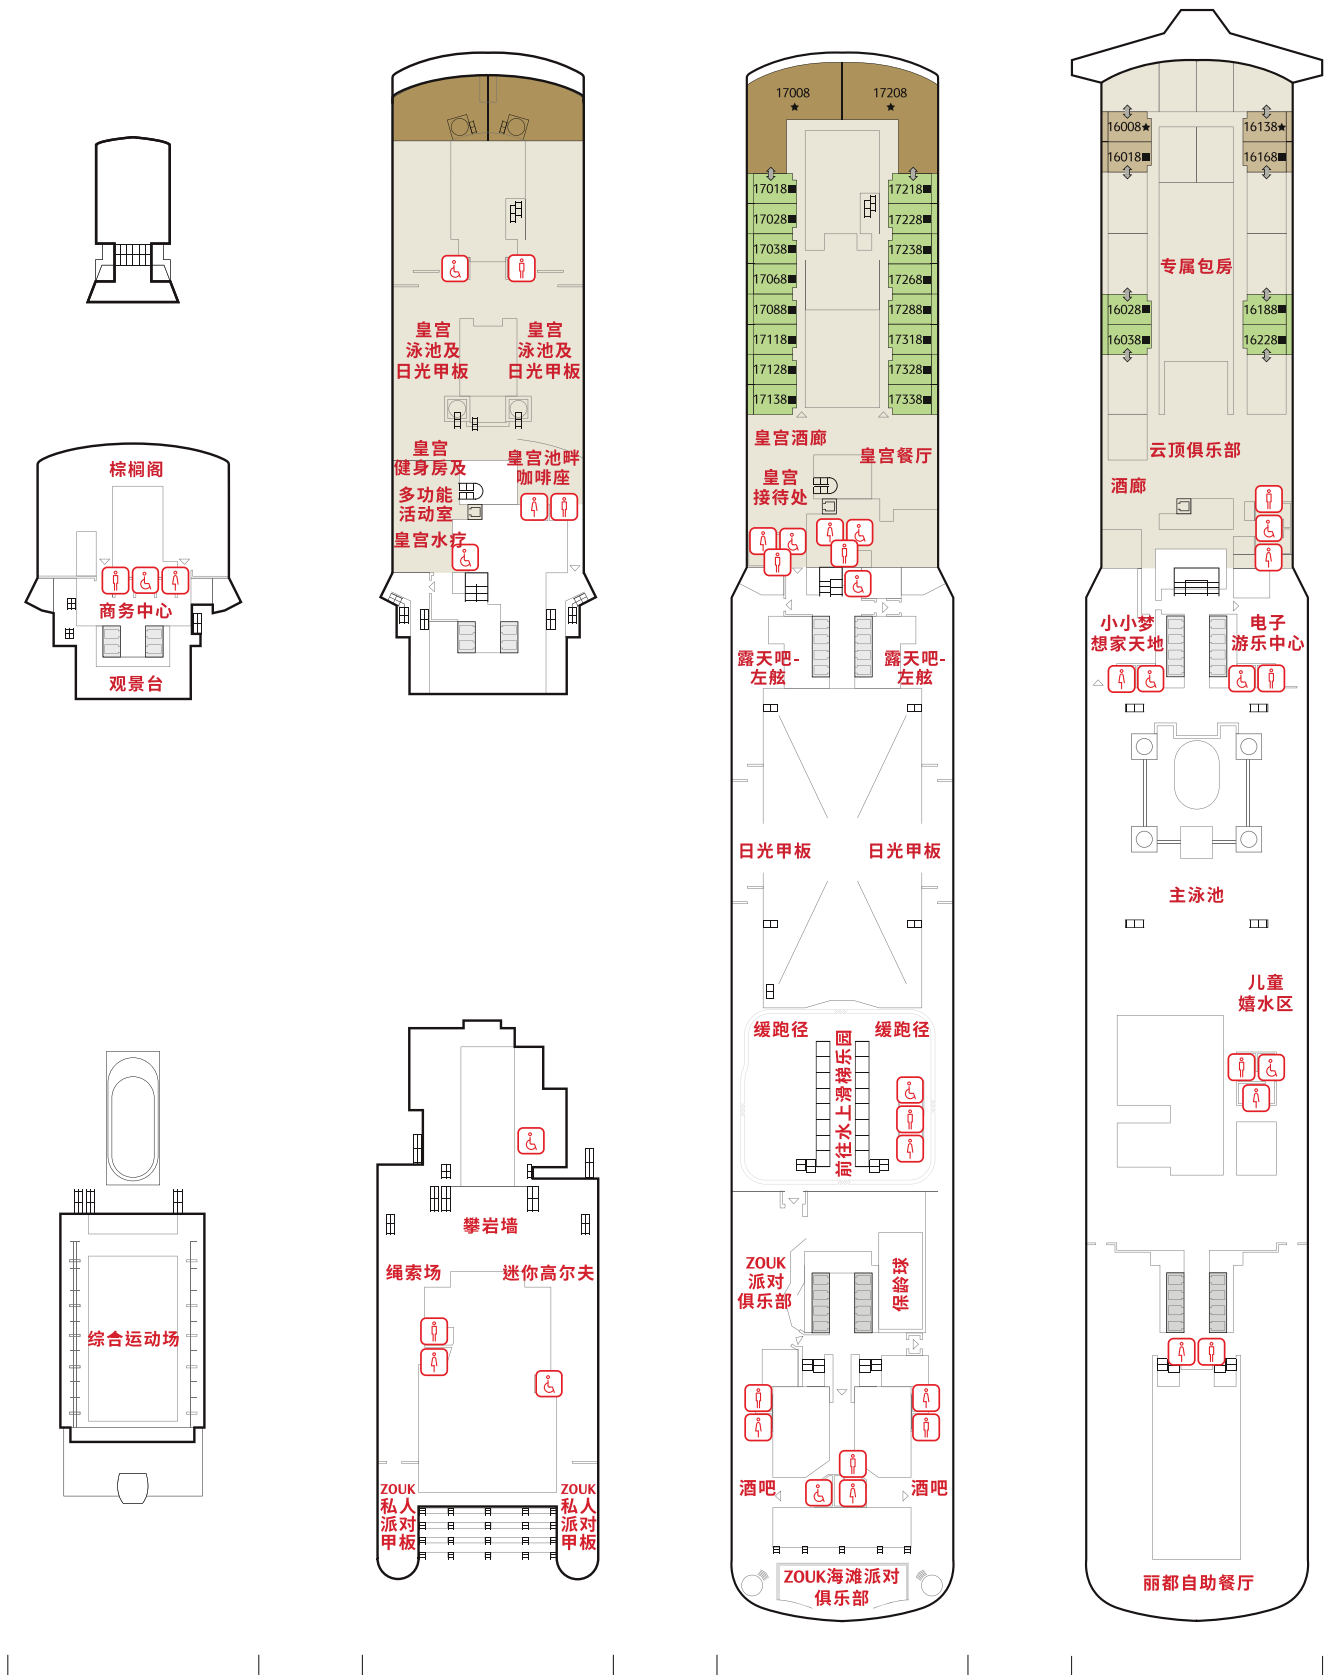 棕榈阁
商务中心
观景台
综合运动场
皇宫
泳池及
日光甲板
皇宫
泳池及
日光甲板
皇宫
健身房及
多功能
活动室
皇宫水疗
皇宫池畔
咖啡座
攀岩墙
绳索场
迷你高尔夫
ZOUK
私人
派对
甲板
ZOUK
私人
派对
甲板
17008
17208
17018
17028
17038
17068
17088
17118
17128
17138
17218
17228
17238
17268
17288
17318
17328
17338
皇宫酒廊
皇宫餐厅
皇宫
接待处
露天吧-
左舷
露天吧-
左舷
日光甲板
日光甲板
缓跑径
缓跑径
前往水上滑梯乐园
ZOUK
派对
俱乐部
保龄球
酒吧
酒吧
ZOUK海滩派对
俱乐部
16008
16018
16138
16168
专属包房
16028
16038
16188
16228
云顶俱乐部
酒廊
小小梦
想家天地
电子
游乐中心
主泳池
儿童
嬉水区
丽都自助餐厅